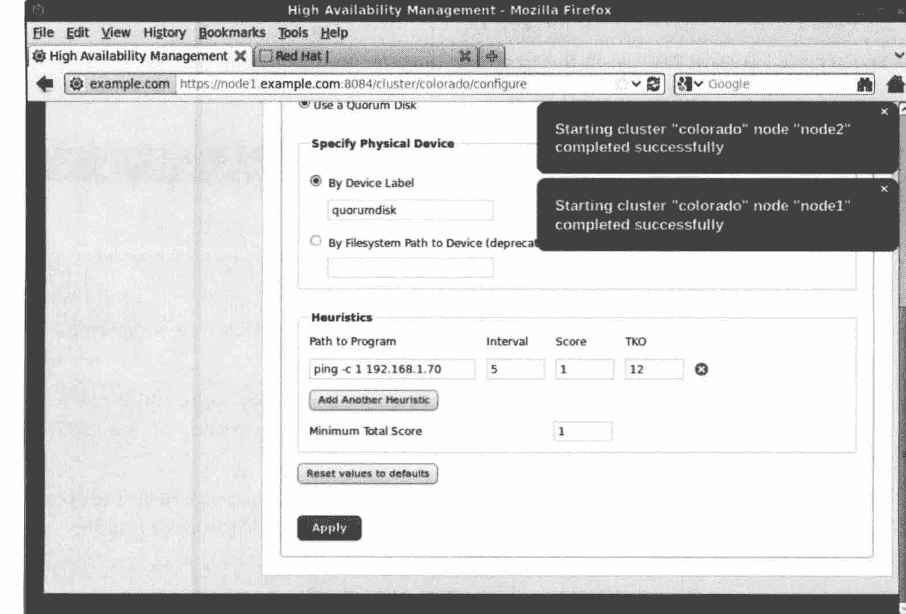 High Availability Management - Mozilla Firefox
File Edit View History Bookmarks Tools Help
High Availability Management Red Hat |
example.com https://node1.example.com:8084/cluster/colorado/configure Google
Use a Quorum Disk
Starting cluster "colorado" node "node2"
completed successfully
Specify Physical Device
By Device Label
quorumdisk
Starting cluster "colorado" node "node1"
completed successfully
By Filesystem Path to Device (deprecat
Heuristics
Path to Program Interval Score TKO
ping -c 1 192.168.1.70 5 1 12
Add Another Heuristic
Minimum Total Score 1
Reset values to defaults
Apply